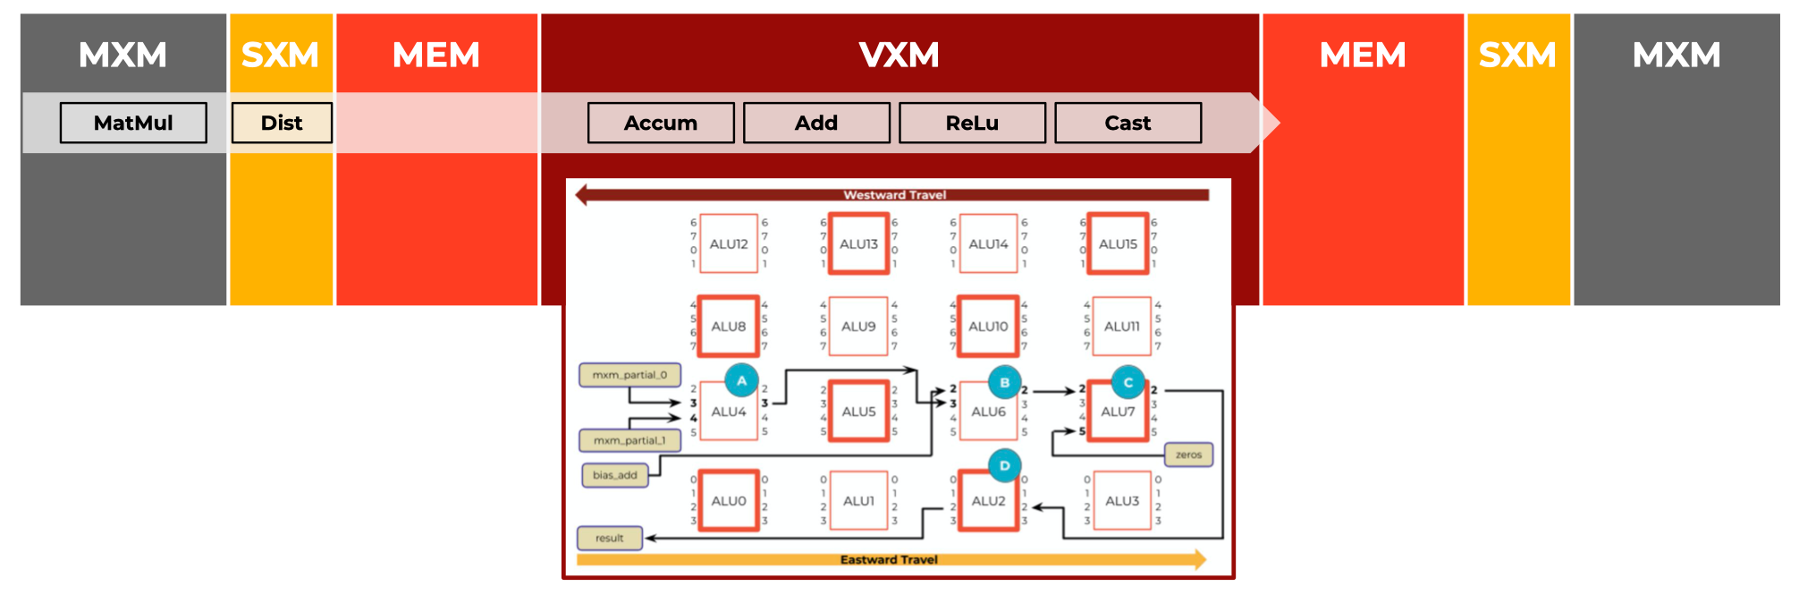 MXM SXM MEM VXM MEM SXM MXM
MatMul Dist Accum Add ReLu Cast
Westward Travel
6 6 6 6 6 6 6 6
7 ALU12 7 7 ALU13 7 7 ALU14 7 7 ALU15 7
0 0 0 0 0 0 0 0
1 1 1 1 1 1 1 1
4 4 4 4 4 4 4 4
5 ALU8 5 5 ALU9 5 5 ALU10 5 5 ALU11 5
6 6 6 6 6 6 6 6
7 7 7 7 7 7 7 7
mxm_partial_0
A B C
2 2 2 2 2 2 2 2
3 ALU4 3 3 ALU5 3 3 ALU6 3 3 ALU7 3
4 4 4 4 4 4 4 4
5 5 5 5 5 5 5 5
mxm_partial_1
zeros
bias_add
D
0 0 0 0 0 0 0 0
1 ALU0 1 1 ALU1 1 1 ALU2 1 1 ALU3 1
2 2 2 2 2 2 2 2
3 3 3 3 3 3 3 3
result
Eastward Travel